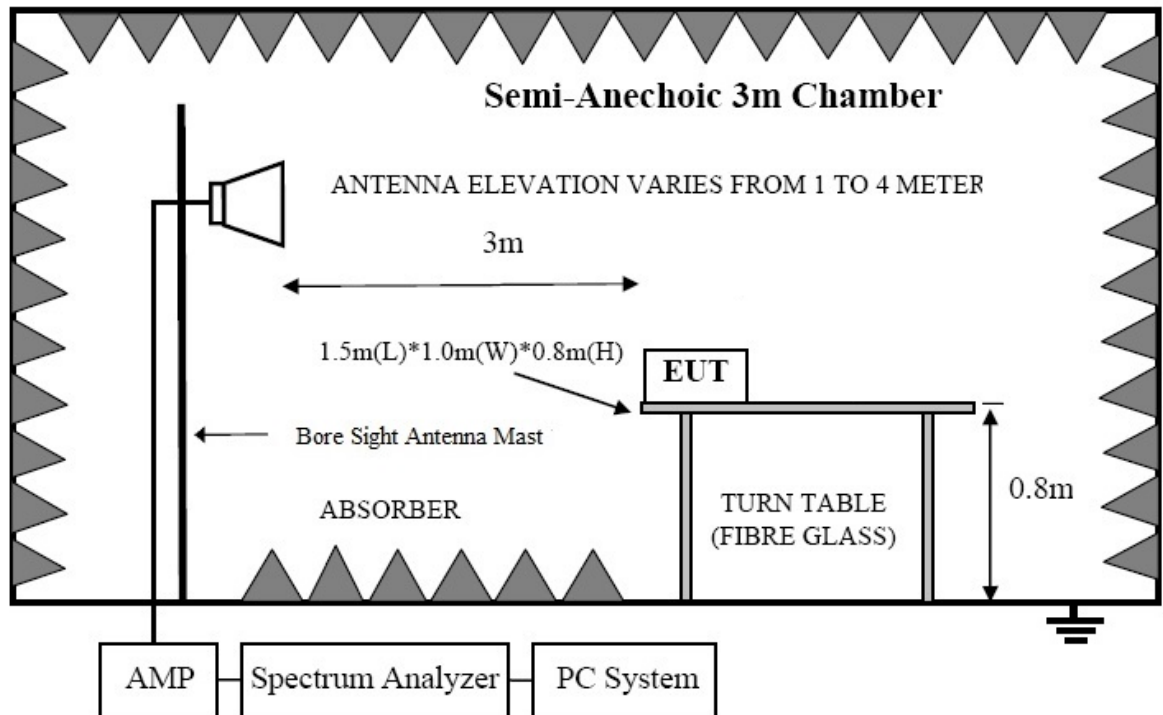 Semi-Anechoic 3m Chamber
ANTENNA ELEVATION VARIES FROM 1 TO 4 METER
3m
1.5m(L)*1.0m(W)*0.8m(H)
EUT
Bore Sight Antenna Mast
0.8m
ABSORBER
TURN TABLE
(FIBRE GLASS)
AMP
Spectrum Analyzer
PC System